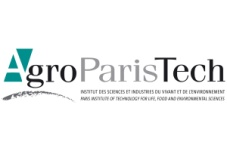 AgroParisTech
INSTITUT DES SCIENCES ET INDUSTRIES DU VIVANT ET DE L'ENVIRONNEMENT
PARIS INSTITUTE OF TECHNOLOGY FOR LIFE, FOOD AND ENVIRONMENTAL SCIENCES